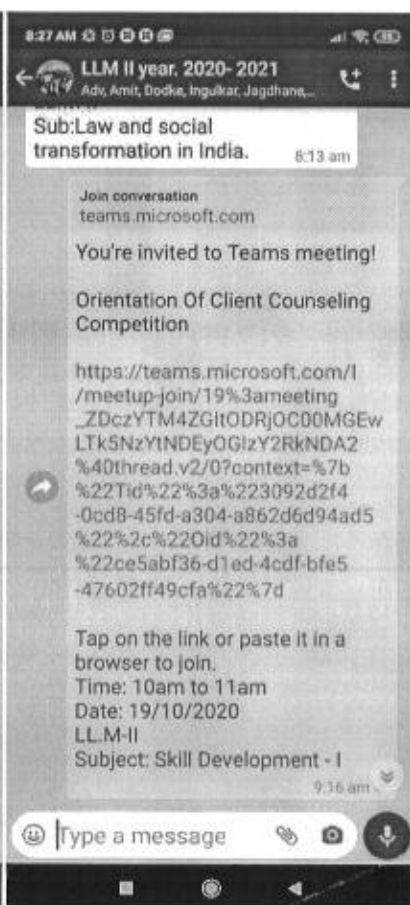 8:27 AM
LLM II year. 2020- 2021
Adv, Amit, Dodke, Ingulkar, Jagdhane,...
Sub:Law and social
transformation in India.
8:13 am
Join conversation
teams.microsoft.com
You're invited to Teams meeting!
Orientation Of Client Counseling
Competition
https://teams.microsoft.com/l
/meetup-join/19%3ameeting
_ZDczYTM4ZGItODRjOC00MGEw
LTk5NzYtNDEyOGIzY2RkNDA2
%40thread.v2/0?context=%7b
%22Tid%22%3a%223092d2f4
-0cd8-45fd-a304-a862d6d94ad5
%22%2c%22Oid%22%3a
%22ce5abf36-d1ed-4cdf-bfe5
-47602ff49cfa%22%7d
Tap on the link or paste it in a
browser to join.
Time: 10am to 11am
Date: 19/10/2020
LL.M-II
Subject: Skill Development - I
9:16 am
Type a message